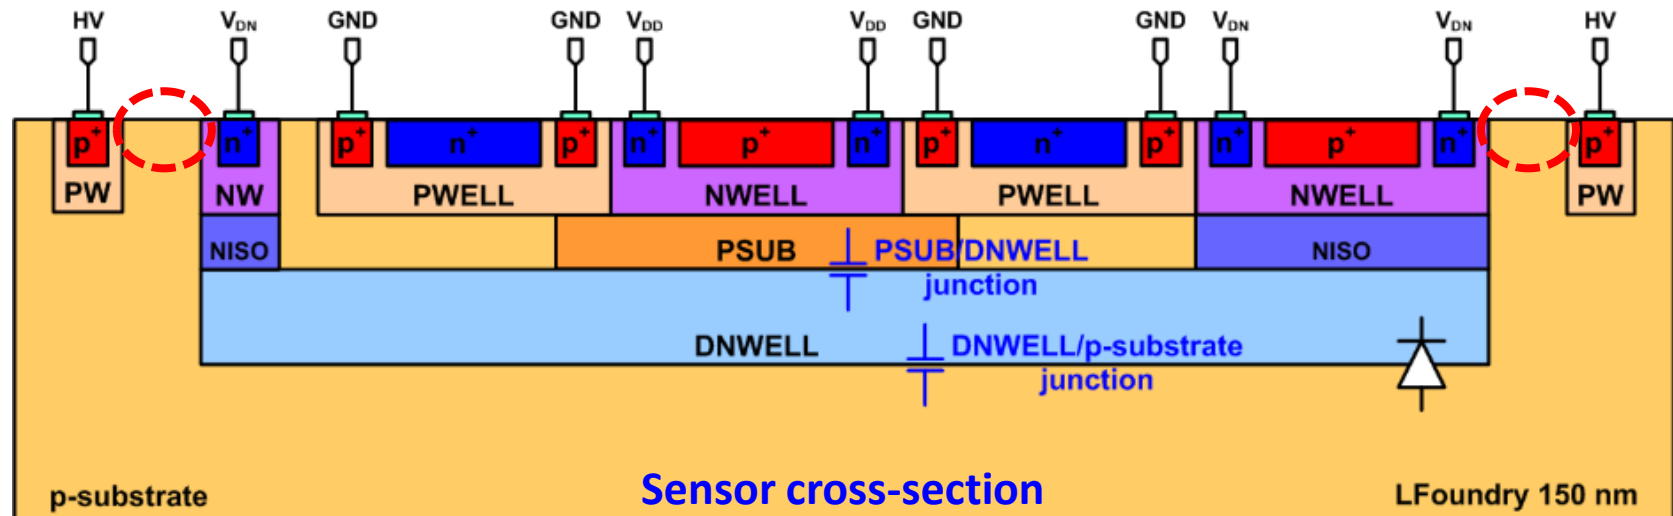 HV V_DN GND GND V_DD V_DD GND GND V_DN V_DN HV
p+ n+ p+ n+ p+ n+ p+ n+ p+ n+ p+ n+ p+ n+ p+
PW NW PWELL NWELL PWELL NWELL PW
NISO PSUB PSUB/DNWELL NISO
junction
DNWELL DNWELL/p-substrate
junction
p-substrate Sensor cross-section LFoundry 150 nm